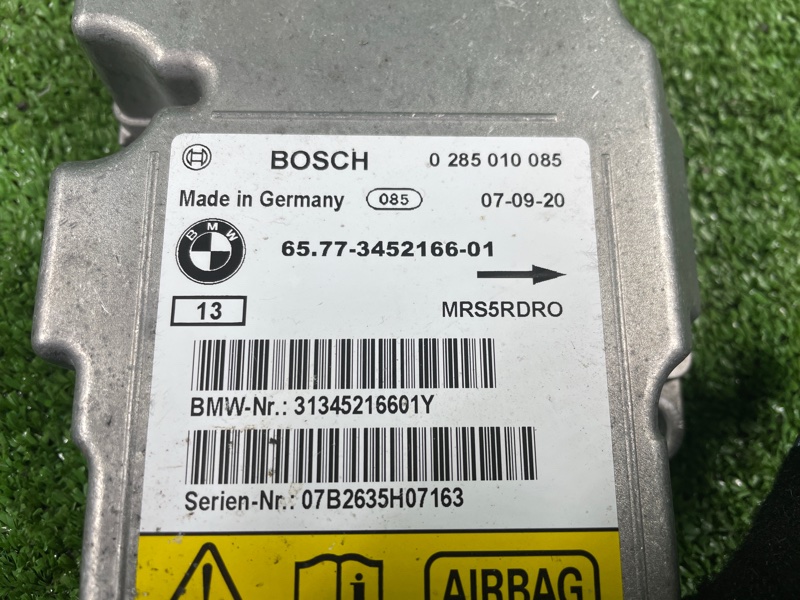 BOSCH 0 285 010 085
Made in Germany 085 07-09-20
BMW 65.77-3452166-01
13 MRS5RDRO
BMW-Nr.: 31345216601Y
Serien-Nr.: 07B2635H07163
AIRBAG